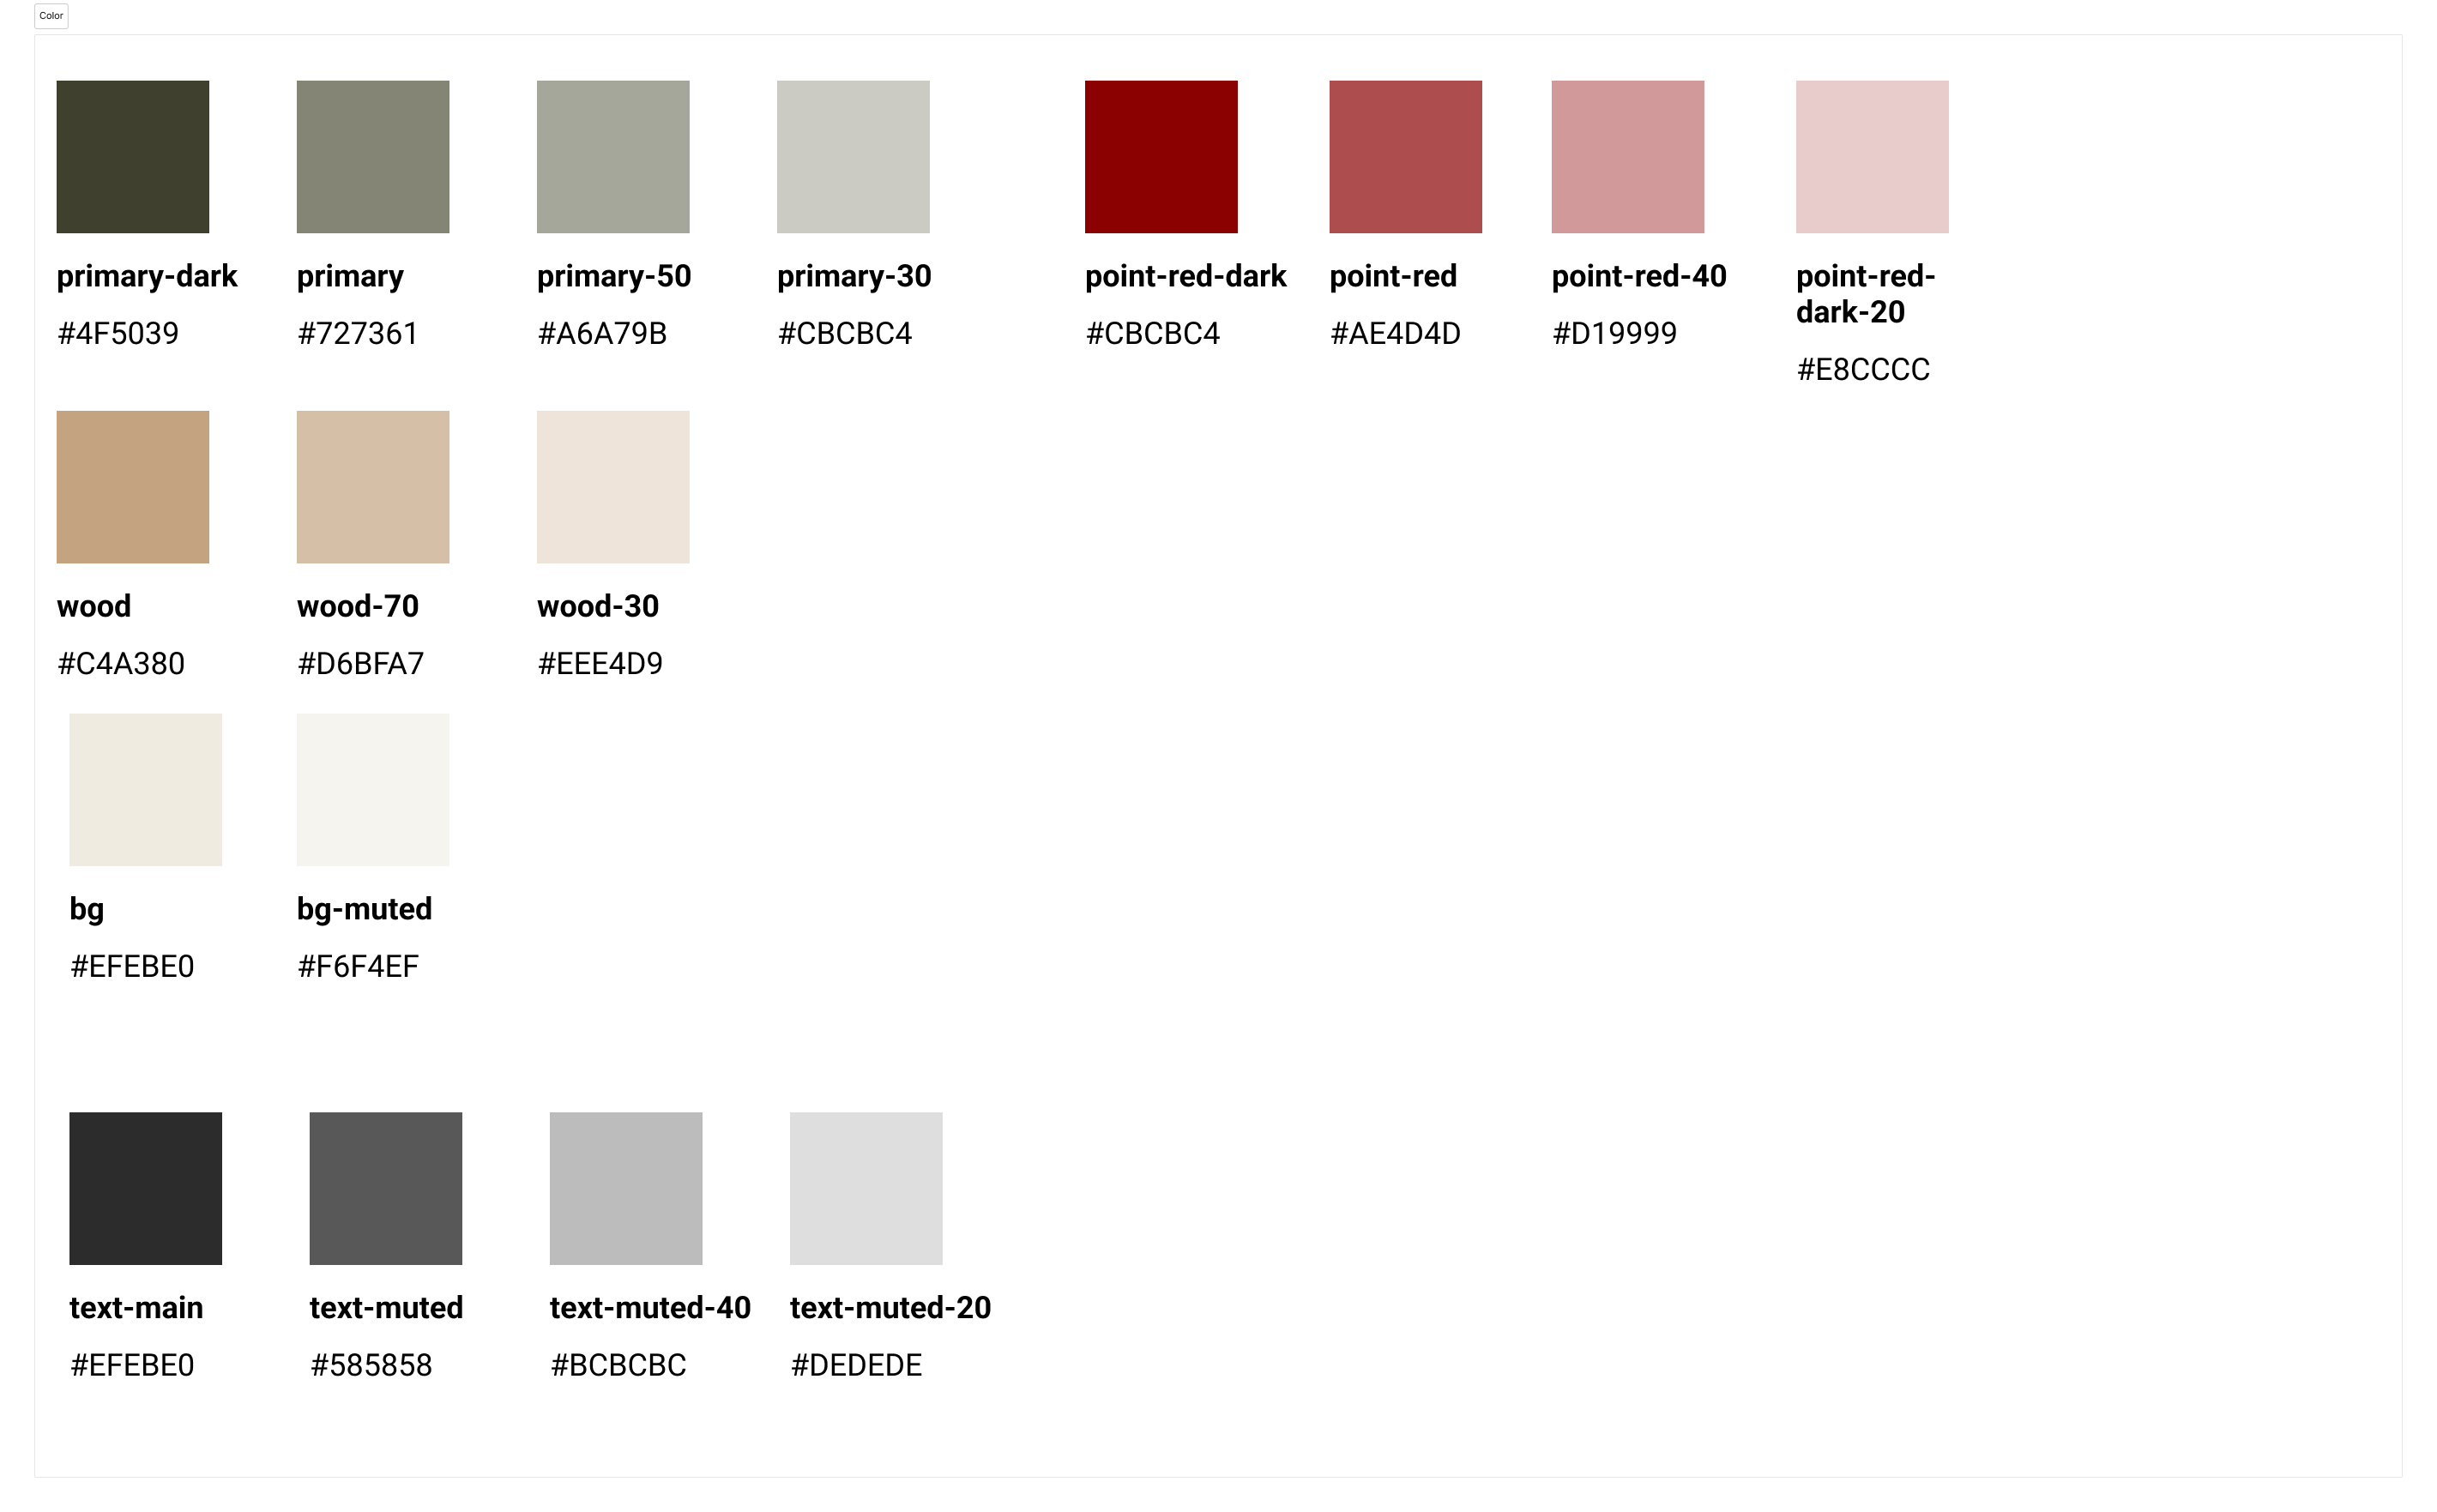 Color
primary-dark
#4F5039
primary
#727361
primary-50
#A6A79B
primary-30
#CBCBC4
point-red-dark
#CBCBC4
point-red
#AE4D4D
point-red-40
#D19999
point-red-
dark-20
#E8CCCC
wood
#C4A380
wood-70
#D6BFA7
wood-30
#EEE4D9
bg
#EFEBE0
bg-muted
#F6F4EF
text-main
#EFEBE0
text-muted
#585858
text-muted-40
#BCBCBC
text-muted-20
#DEDEDE